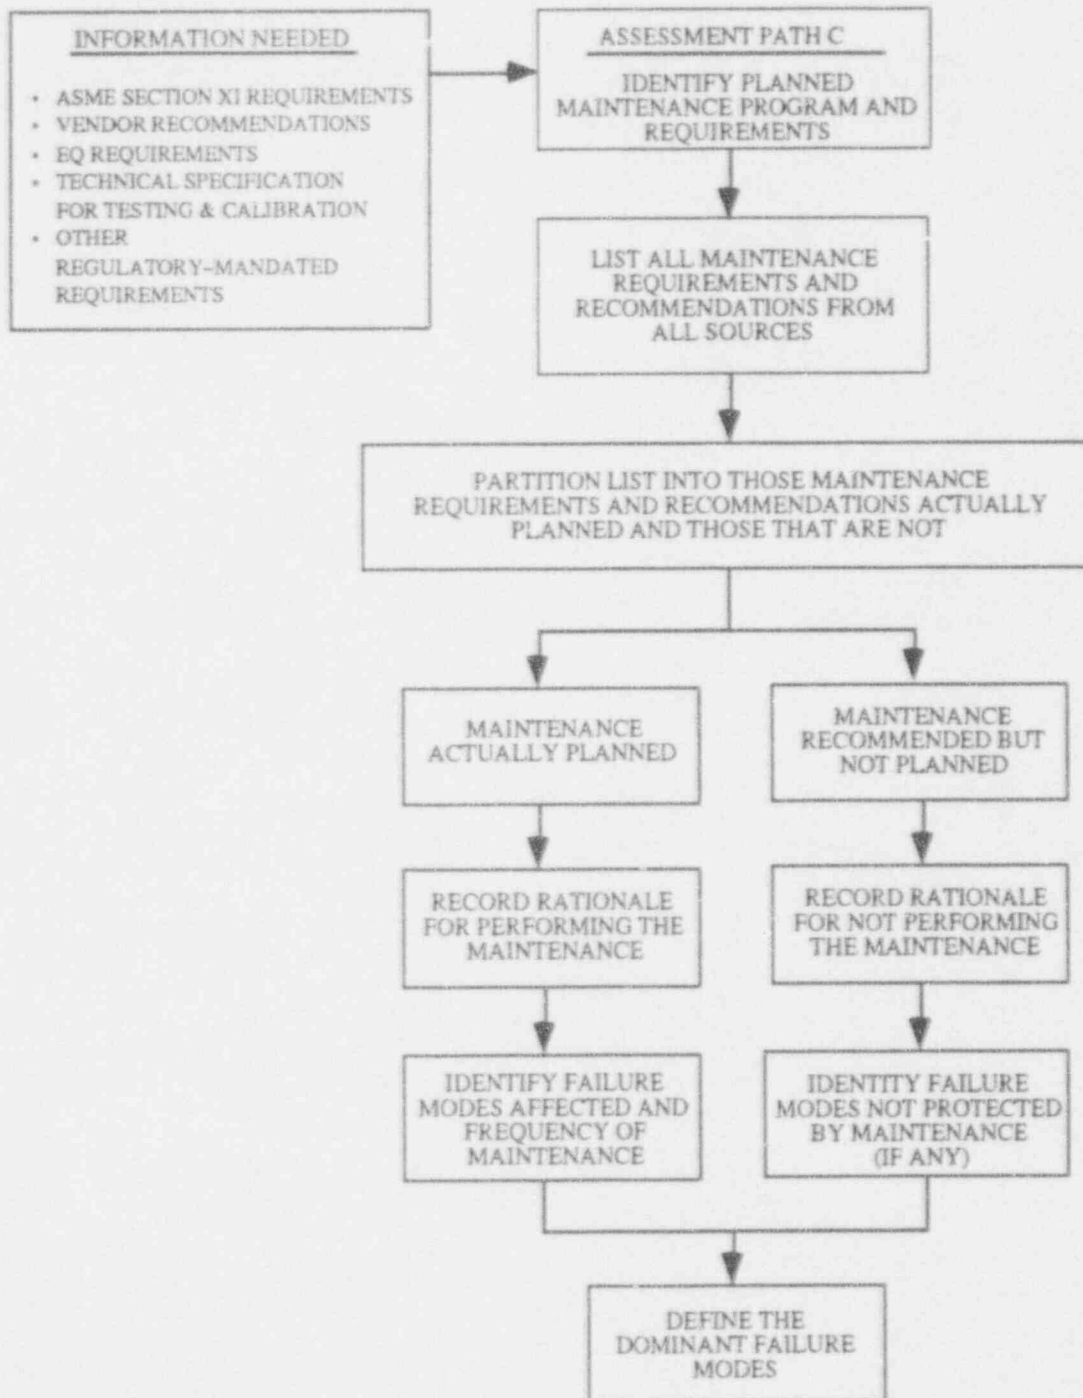 INFORMATION NEEDED
• ASME SECTION XI REQUIREMENTS
• VENDOR RECOMMENDATIONS
• EQ REQUIREMENTS
• TECHNICAL SPECIFICATION
FOR TESTING & CALIBRATION
• OTHER
REGULATORY-MANDATED
REQUIREMENTS
ASSESSMENT PATH C
IDENTIFY PLANNED
MAINTENANCE PROGRAM AND
REQUIREMENTS
LIST ALL MAINTENANCE
REQUIREMENTS AND
RECOMMENDATIONS FROM
ALL SOURCES
PARTITION LIST INTO THOSE MAINTENANCE
REQUIREMENTS AND RECOMMENDATIONS ACTUALLY
PLANNED AND THOSE THAT ARE NOT
MAINTENANCE
ACTUALLY PLANNED
MAINTENANCE
RECOMMENDED BUT
NOT PLANNED
RECORD RATIONALE
FOR PERFORMING THE
MAINTENANCE
RECORD RATIONALE
FOR NOT PERFORMING
THE MAINTENANCE
IDENTIFY FAILURE
MODES AFFECTED AND
FREQUENCY OF
MAINTENANCE
IDENTITY FAILURE
MODES NOT PROTECTED
BY MAINTENANCE
(IF ANY)
DEFINE THE
DOMINANT FAILURE
MODES